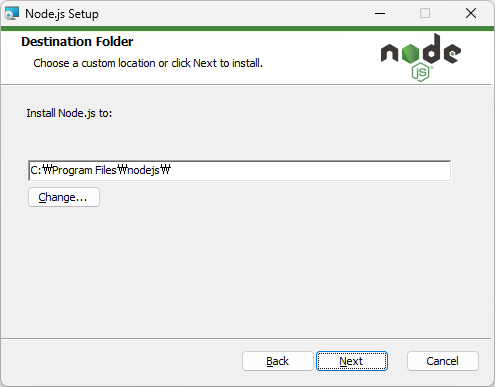 Node.js Setup
Destination Folder
Choose a custom location or click Next to install.
node
JS
Install Node.js to:
C:₩Program Files₩nodejs₩
Change...
Back
Next
Cancel